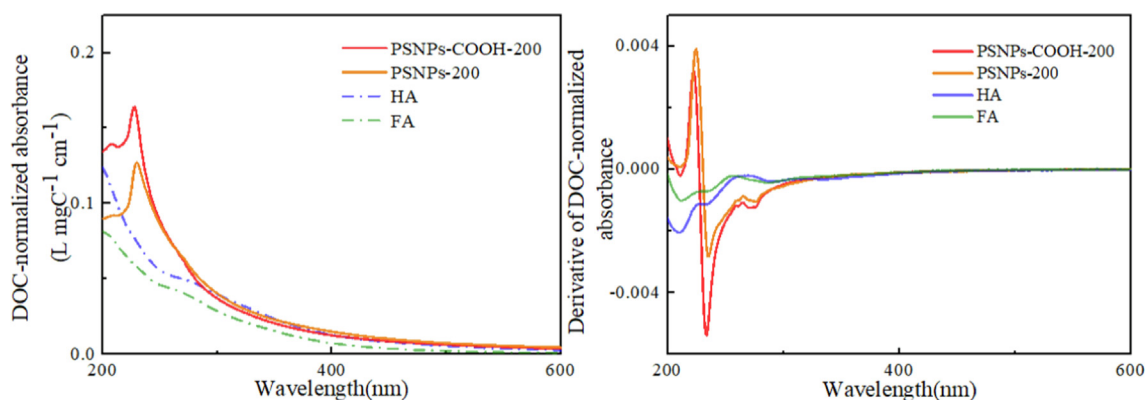 DOC-normalized absorbance
(L mgC⁻¹ cm⁻¹)
0.2
0.1
0.0
PSNPs-COOH-200
PSNPs-200
HA
FA
200
400
600
Wavelength(nm)
Derivative of DOC-normalized
absorbance
0.004
0.000
-0.004
PSNPs-COOH-200
PSNPs-200
HA
FA
200
400
600
Wavelength(nm)